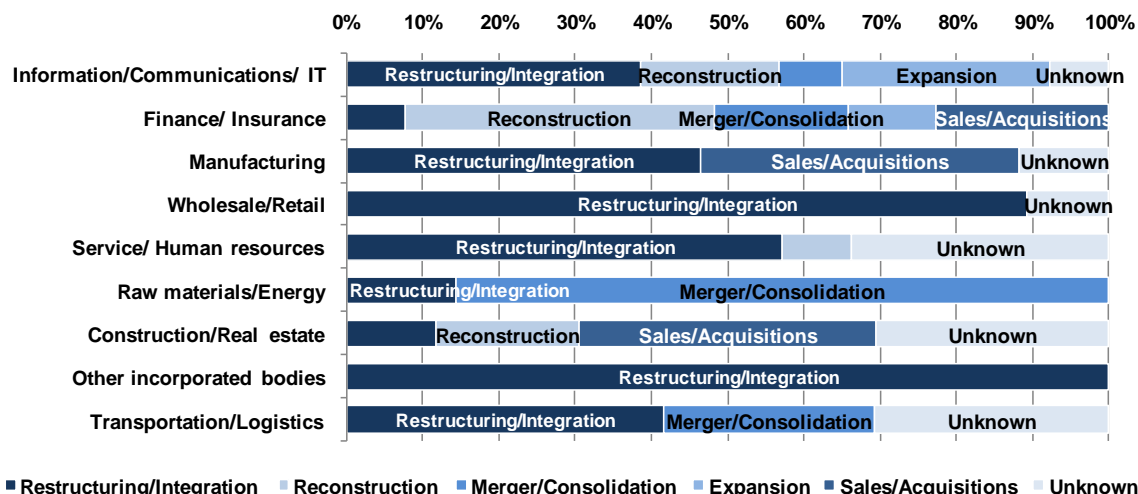 0% 10% 20% 30% 40% 50% 60% 70% 80% 90% 100%
Information/Communications/ IT Restructuring/Integration Reconstruction Expansion Unknown
Finance/ Insurance Reconstruction Merger/Consolidation Sales/Acquisitions
Manufacturing Restructuring/Integration Sales/Acquisitions Unknown
Wholesale/Retail Restructuring/Integration Unknown
Service/ Human resources Restructuring/Integration Unknown
Raw materials/Energy Restructuring/Integration Merger/Consolidation
Construction/Real estate Reconstruction Sales/Acquisitions Unknown
Other incorporated bodies Restructuring/Integration
Transportation/Logistics Restructuring/Integration Merger/Consolidation Unknown
Restructuring/Integration Reconstruction Merger/Consolidation Expansion Sales/Acquisitions Unknown